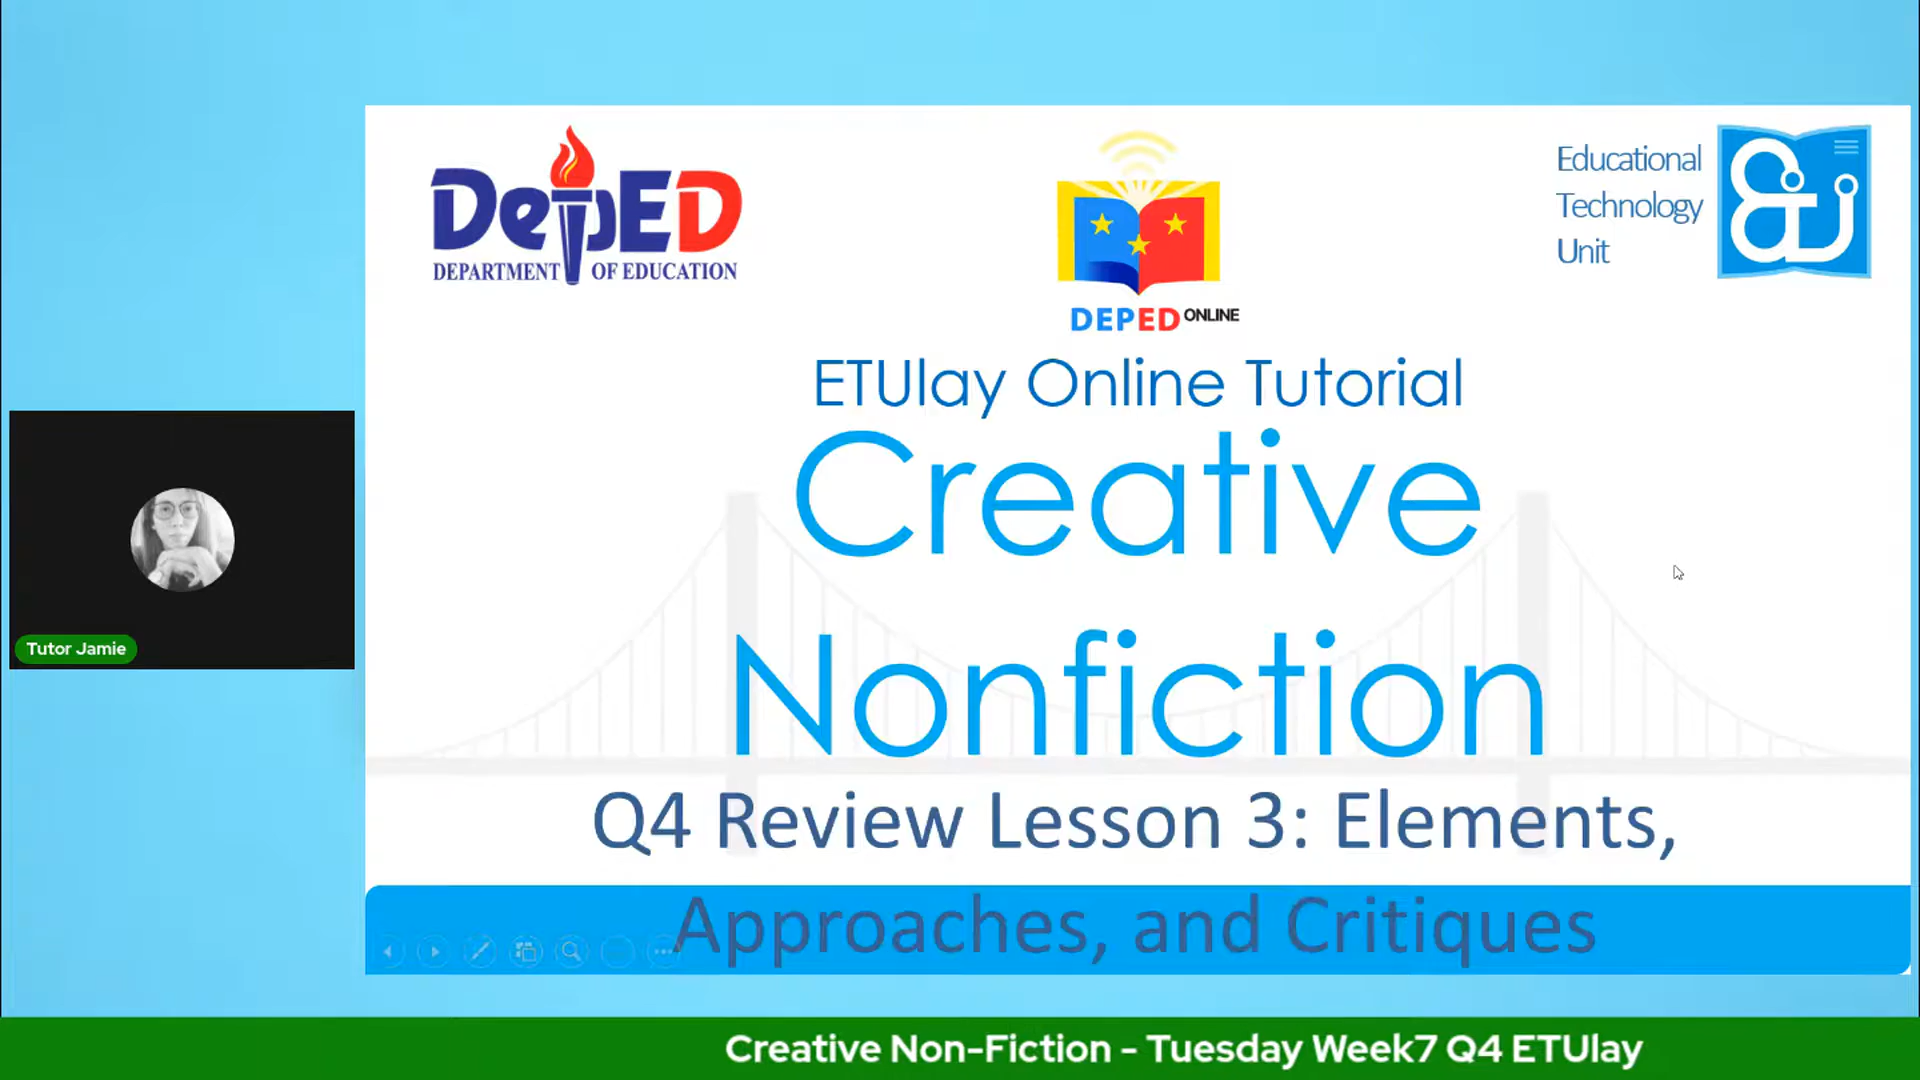 DepED
DEPARTMENT OF EDUCATION
DEPED ONLINE
Educational
Technology
Unit
ETUlay Online Tutorial
Creative
Nonfiction
Q4 Review Lesson 3: Elements,
Approaches, and Critiques
Tutor Jamie
Creative Non-Fiction - Tuesday Week7 Q4 ETUlay